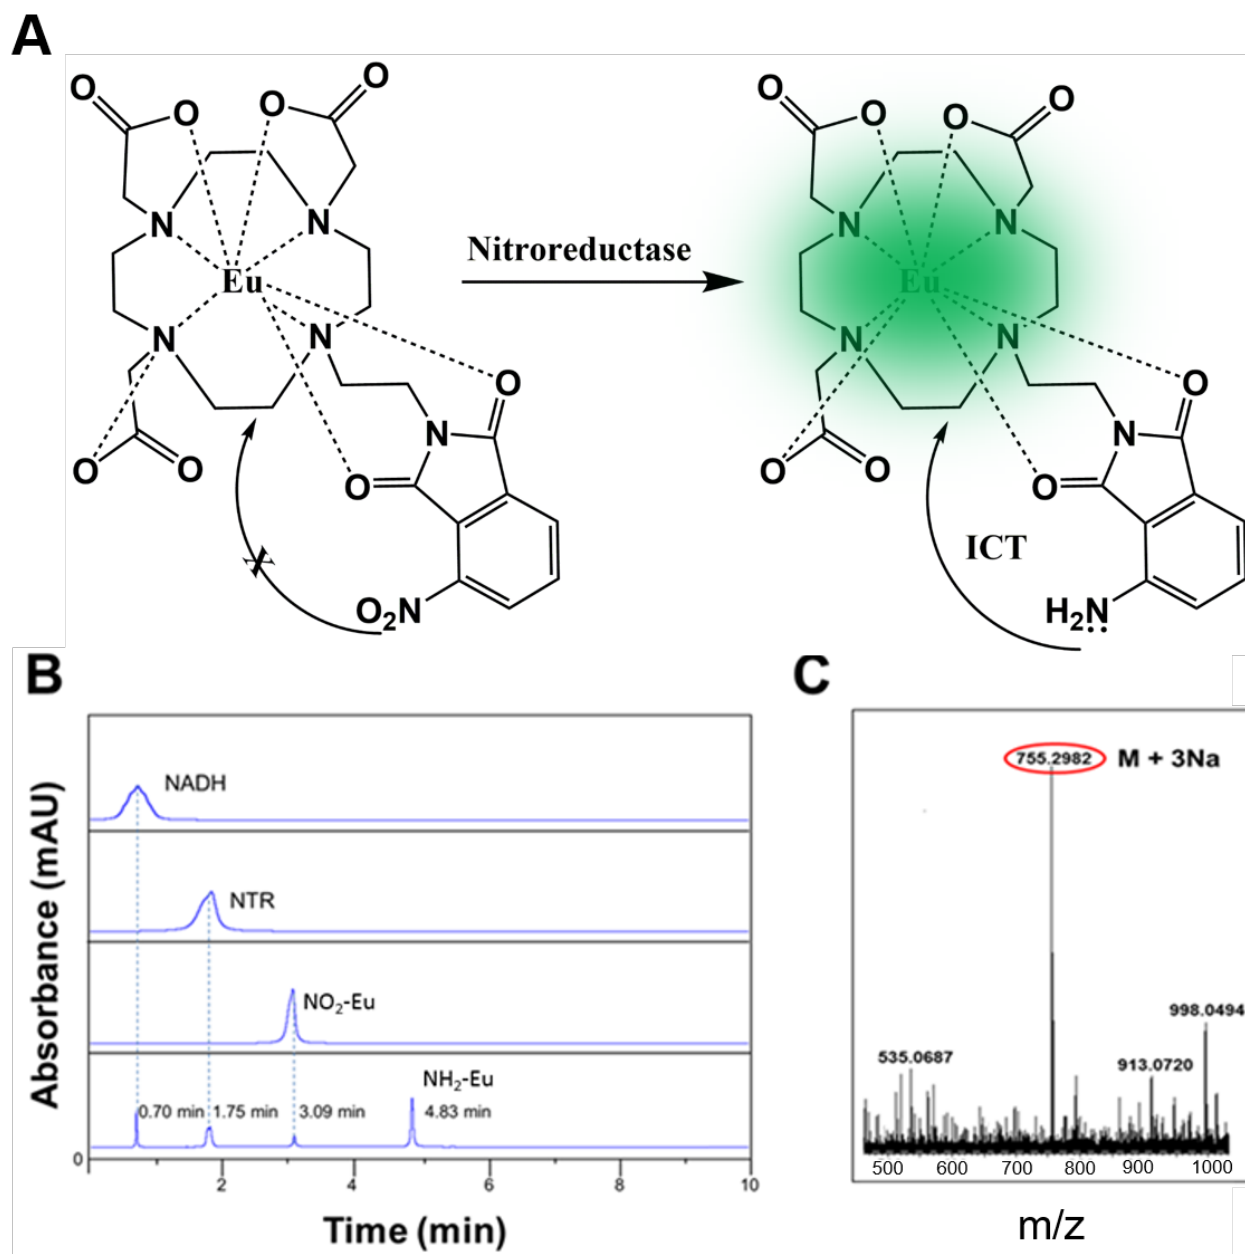 A
O O O O
O O O O
N N
N N
Eu
Nitroreductase
Eu
N N
N N
O O
N N
O O O
O O O
ICT
O₂N
H₂N:
B
C
755.2982 M + 3Na
NADH
NTR
NO₂-Eu
998.0494
535.0687
913.0720
NH₂-Eu
0.70 min 1.75 min 3.09 min 4.83 min
0
2 4 6 8 10
500 600 700 800 900 1000
Absorbance (mAU)
Time (min)
m/z